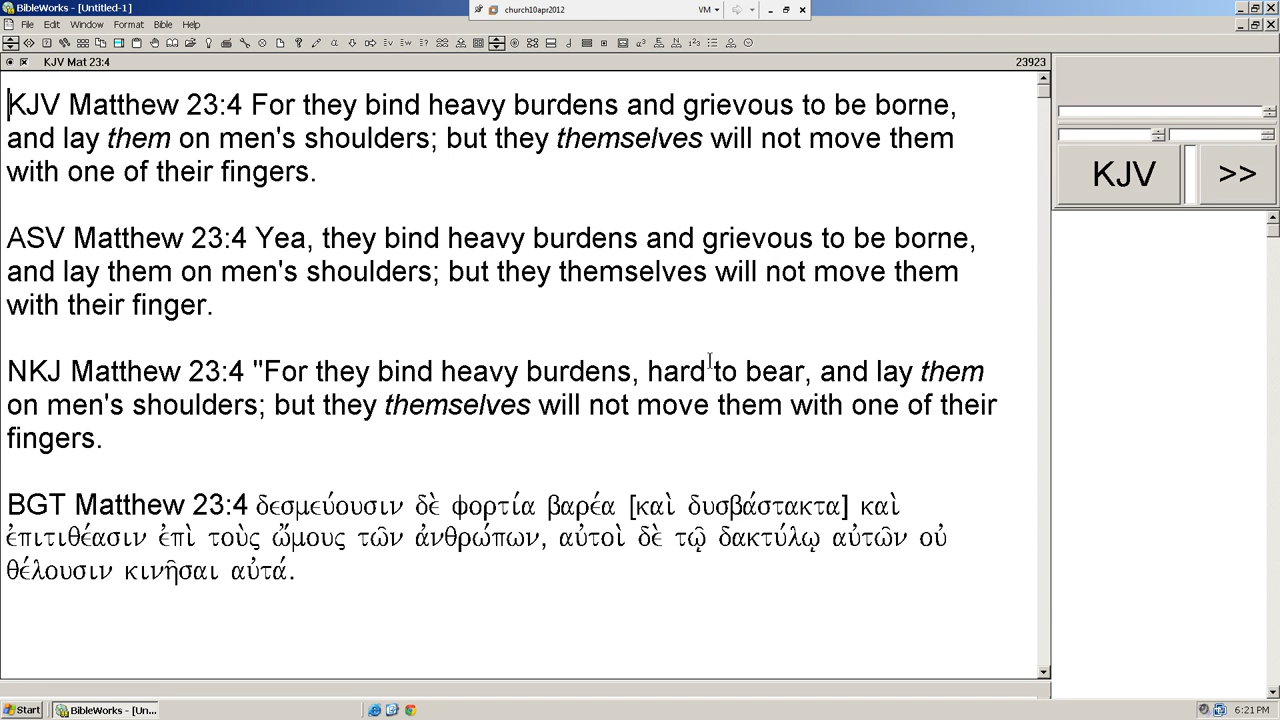 BibleWorks - [Untitled-1]
church10apr2012
VM
File Edit Window Format Bible Help
KJV Mat 23:4
23923
KJV Matthew 23:4 For they bind heavy burdens and grievous to be borne,
and lay them on men's shoulders; but they themselves will not move them
with one of their fingers.
KJV >>
ASV Matthew 23:4 Yea, they bind heavy burdens and grievous to be borne,
and lay them on men's shoulders; but they themselves will not move them
with their finger.
NKJ Matthew 23:4 "For they bind heavy burdens, hard to bear, and lay them
on men's shoulders; but they themselves will not move them with one of their
fingers.
BGT Matthew 23:4 δεσμεύουσιν δὲ φορτία βαρέα [καὶ δυσβάστακτα] καὶ
ἐπιτιθέασιν ἐπὶ τοὺς ὤμους τῶν ἀνθρώπων, αὐτοὶ δὲ τῷ δακτύλῳ αὐτῶν οὐ
θέλουσιν κινῆσαι αὐτά.
Start
BibleWorks - [Un...
6:21 PM